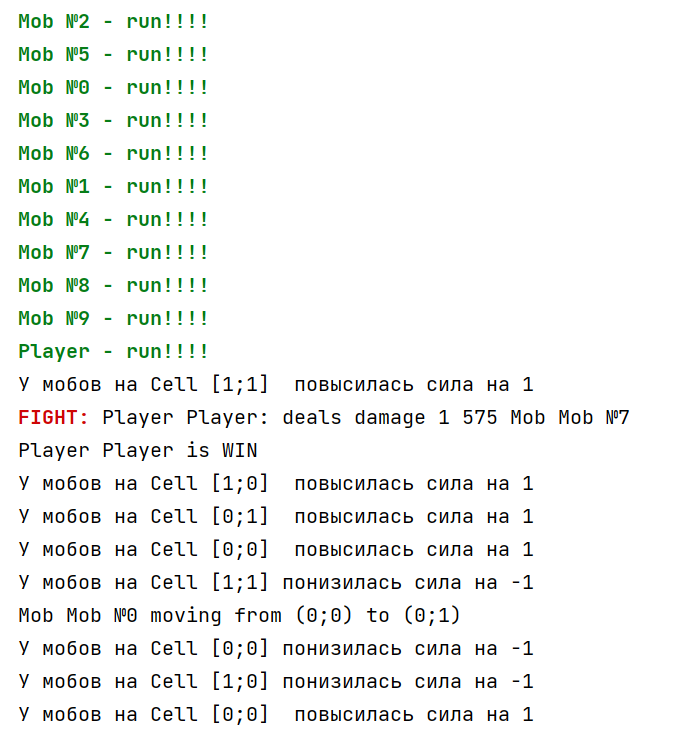 Mob №2 - run!!!!
Mob №5 - run!!!!
Mob №0 - run!!!!
Mob №3 - run!!!!
Mob №6 - run!!!!
Mob №1 - run!!!!
Mob №4 - run!!!!
Mob №7 - run!!!!
Mob №8 - run!!!!
Mob №9 - run!!!!
Player - run!!!!
У мобов на Cell [1;1]  повысилась сила на 1
FIGHT: Player Player: deals damage 1 575 Mob Mob №7
Player Player is WIN
У мобов на Cell [1;0]  повысилась сила на 1
У мобов на Cell [0;1]  повысилась сила на 1
У мобов на Cell [0;0]  повысилась сила на 1
У мобов на Cell [1;1] понизилась сила на -1
Mob Mob №0 moving from (0;0) to (0;1)
У мобов на Cell [0;0] понизилась сила на -1
У мобов на Cell [1;0] понизилась сила на -1
У мобов на Cell [0;0]  повысилась сила на 1